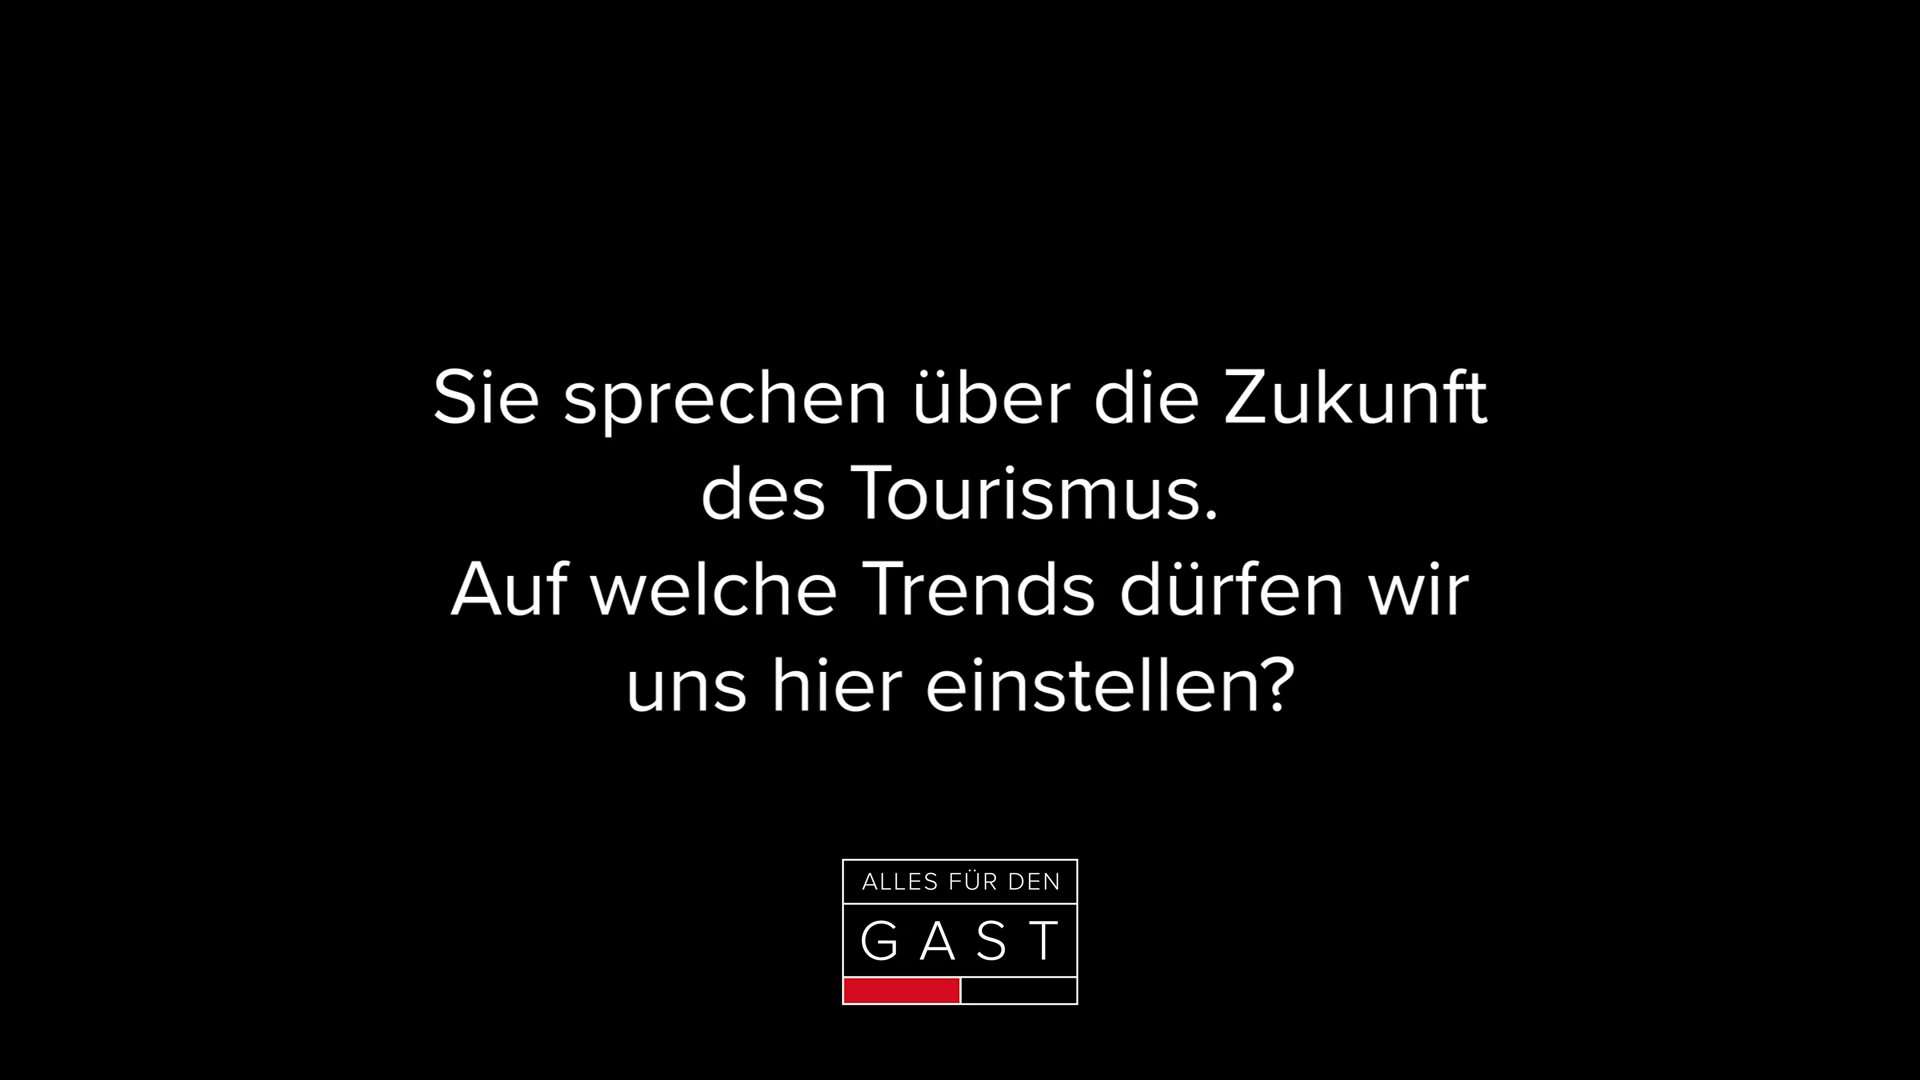 Sie sprechen über die Zukunft
des Tourismus.
Auf welche Trends dürfen wir
uns hier einstellen?
ALLES FÜR DEN
GAST